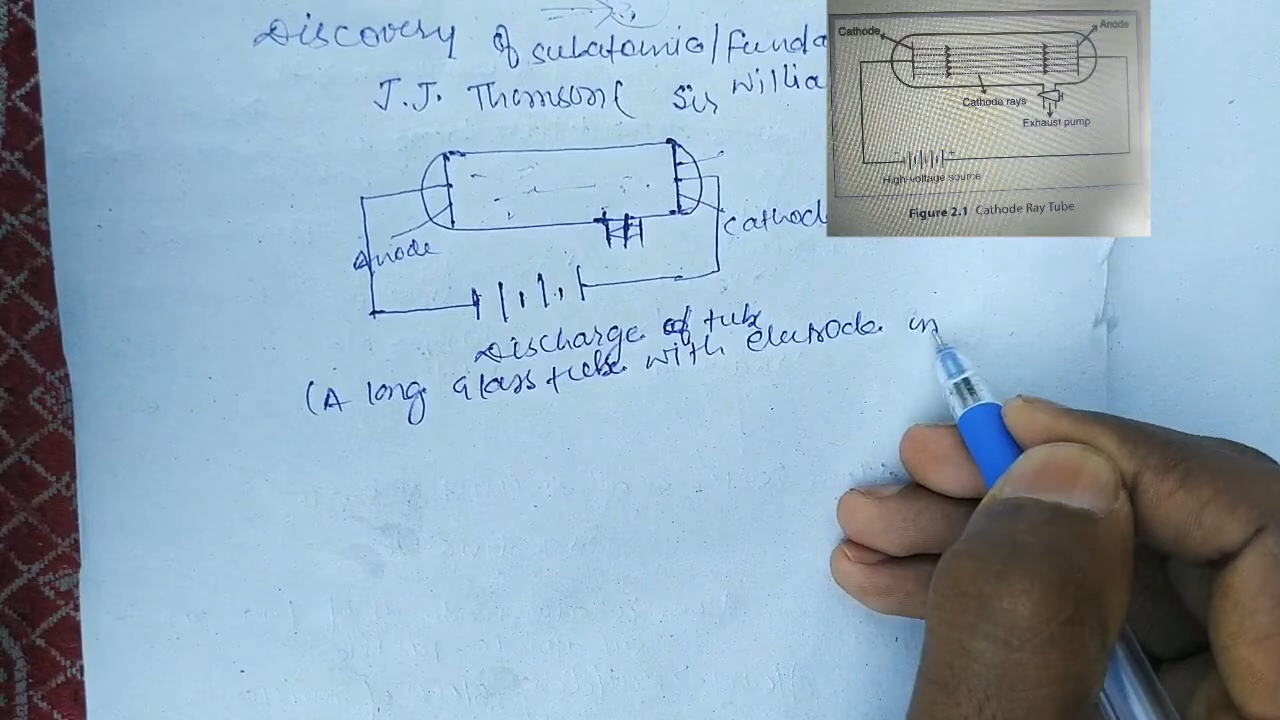 Discovery of subatomic/Funda
J.J. Thomson( Sir Willia
Anode
Cathode
Discharge of tube
(A long glass tube with electrode in
Cathode
Anode
Cathode rays
Exhaust pump
+
High-voltage source
Figure 2.1 Cathode Ray Tube